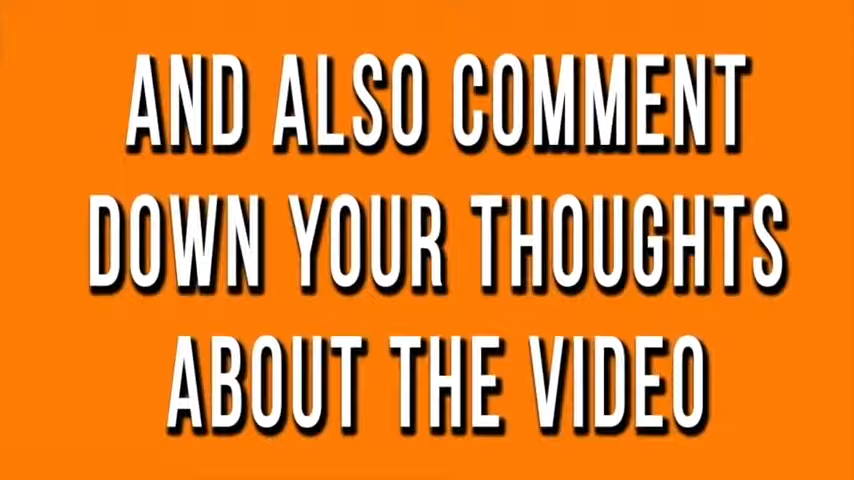 AND ALSO COMMENT
DOWN YOUR THOUGHTS
ABOUT THE VIDEO